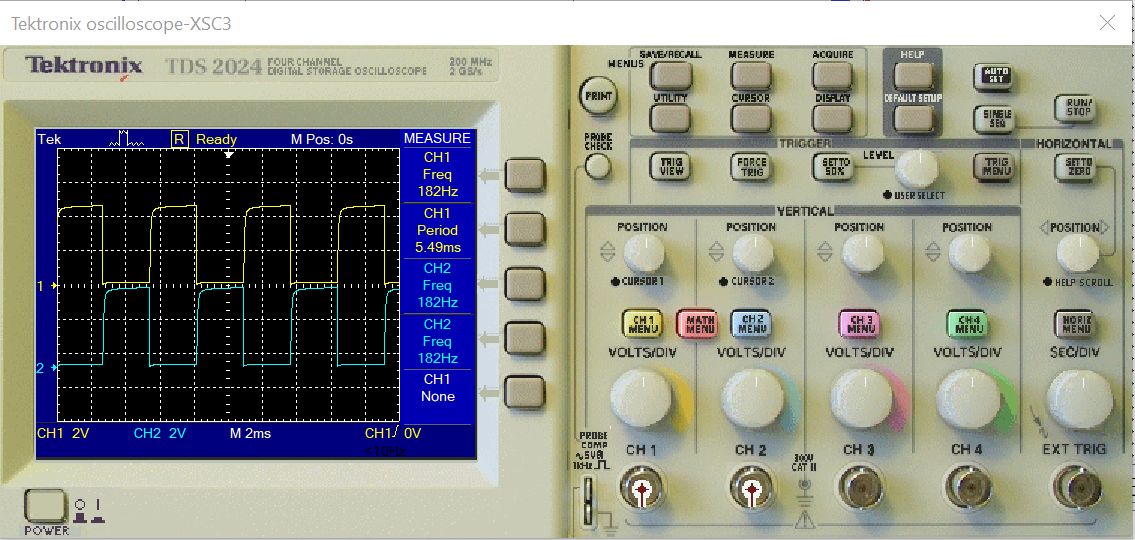 Tektronix oscilloscope-XSC3
Tektronix TDS 2024 FOUR CHANNEL DIGITAL STORAGE OSCILLOSCOPE 200 MHz 2 GS/s
Tek R Ready M Pos: 0s MEASURE
CH1
Freq
182Hz
CH1
Period
5.49ms
CH2
Freq
182Hz
CH2
Freq
182Hz
CH1
None
1
2
CH1 2V CH2 2V M 2ms CH1/ 0V
<10Hz
POWER
MENUS
SAVE/RECALL MEASURE ACQUIRE
UTILITY CURSOR DISPLAY
HELP
DEFAULT SETUP
AUTO SET
SINGLE SEQ
RUN/ STOP
PRINT
PROBE CHECK
TRIGGER
TRIG VIEW
FORCE TRIG
SET TO 50%
LEVEL
USER SELECT
TRIG MENU
HORIZONTAL
SET TO ZERO
VERTICAL
POSITION POSITION POSITION POSITION POSITION
CURSOR 1 CURSOR 2 HELP SCROLL
CH 1 MENU
MATH MENU
CH 2 MENU
CH 3 MENU
CH 4 MENU
HORIZ MENU
VOLTS/DIV VOLTS/DIV VOLTS/DIV VOLTS/DIV SEC/DIV
PROBE COMP
~5V@
1kHz
CH 1 CH 2 CH 3 CH 4 EXT TRIG
300V
CAT II